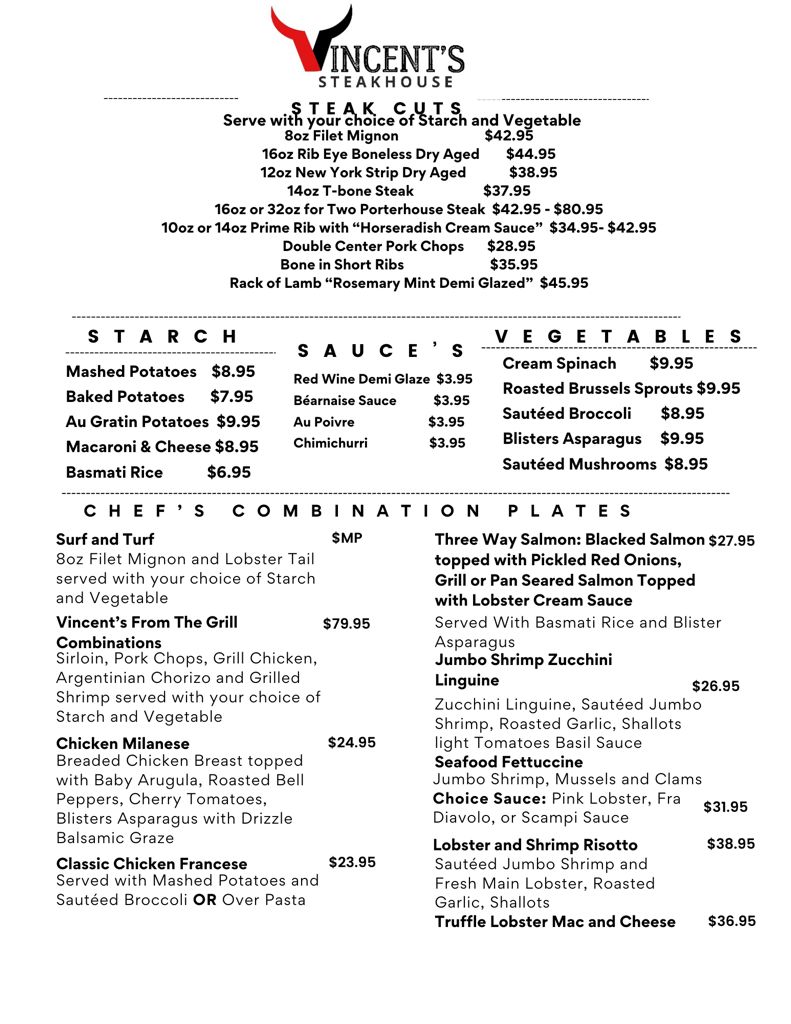 VINCENT'S
STEAKHOUSE
STEAK CUTS
Serve with your choice of Starch and Vegetable
8oz Filet Mignon $42.95
16oz Rib Eye Boneless Dry Aged $44.95
12oz New York Strip Dry Aged $38.95
14oz T-bone Steak $37.95
16oz or 32oz for Two Porterhouse Steak $42.95 - $80.95
10oz or 14oz Prime Rib with “Horseradish Cream Sauce” $34.95- $42.95
Double Center Pork Chops $28.95
Bone in Short Ribs $35.95
Rack of Lamb “Rosemary Mint Demi Glazed” $45.95
STARCH
Mashed Potatoes $8.95
Baked Potatoes $7.95
Au Gratin Potatoes $9.95
Macaroni & Cheese $8.95
Basmati Rice $6.95
SAUCE'S
Red Wine Demi Glaze $3.95
Béarnaise Sauce $3.95
Au Poivre $3.95
Chimichurri $3.95
VEGETABLES
Cream Spinach $9.95
Roasted Brussels Sprouts $9.95
Sautéed Broccoli $8.95
Blisters Asparagus $9.95
Sautéed Mushrooms $8.95
CHEF'S COMBINATION PLATES
Surf and Turf $MP
8oz Filet Mignon and Lobster Tail
served with your choice of Starch
and Vegetable
Vincent's From The Grill $79.95
Combinations
Sirloin, Pork Chops, Grill Chicken,
Argentinian Chorizo and Grilled
Shrimp served with your choice of
Starch and Vegetable
Chicken Milanese $24.95
Breaded Chicken Breast topped
with Baby Arugula, Roasted Bell
Peppers, Cherry Tomatoes,
Blisters Asparagus with Drizzle
Balsamic Graze
Classic Chicken Francese $23.95
Served with Mashed Potatoes and
Sautéed Broccoli OR Over Pasta
Three Way Salmon: Blacked Salmon $27.95
topped with Pickled Red Onions,
Grill or Pan Seared Salmon Topped
with Lobster Cream Sauce
Served With Basmati Rice and Blister
Asparagus
Jumbo Shrimp Zucchini
Linguine $26.95
Zucchini Linguine, Sautéed Jumbo
Shrimp, Roasted Garlic, Shallots
light Tomatoes Basil Sauce
Seafood Fettuccine
Jumbo Shrimp, Mussels and Clams
Choice Sauce: Pink Lobster, Fra $31.95
Diavolo, or Scampi Sauce
Lobster and Shrimp Risotto $38.95
Sautéed Jumbo Shrimp and
Fresh Main Lobster, Roasted
Garlic, Shallots
Truffle Lobster Mac and Cheese $36.95